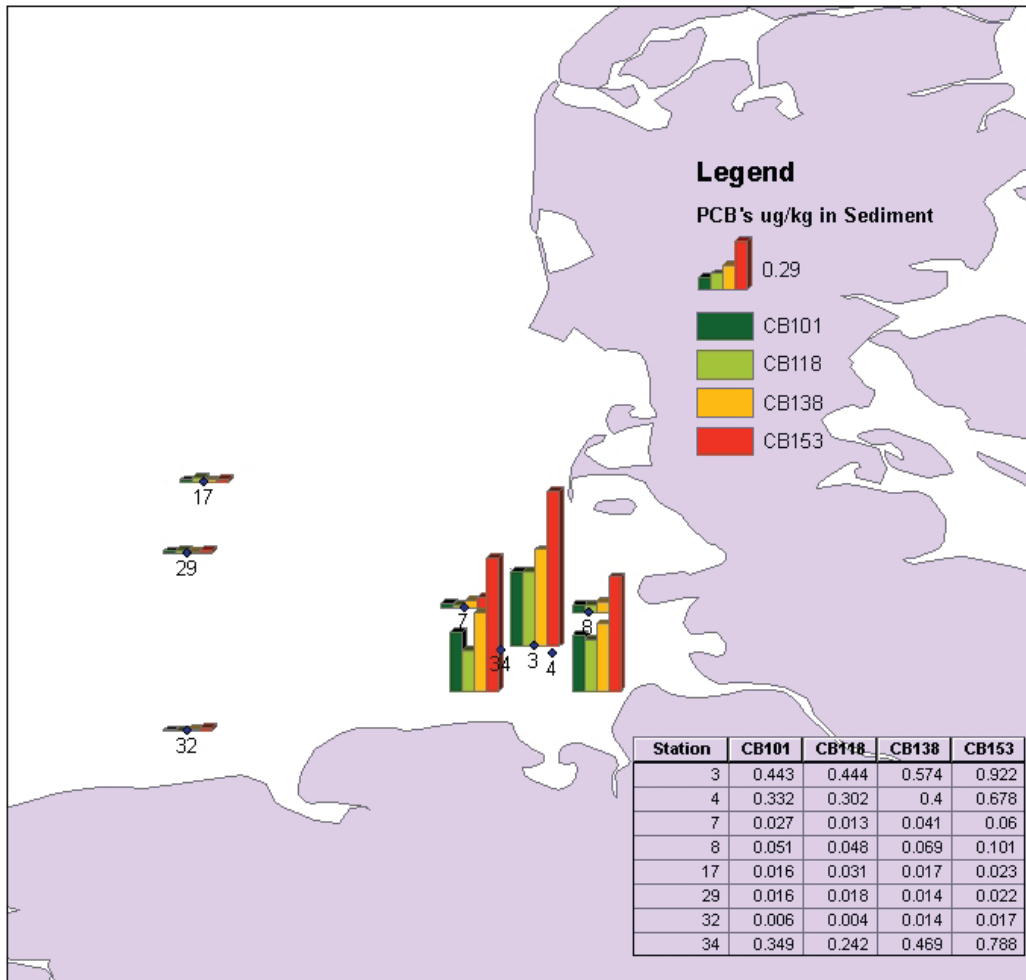 Legend
PCB's ug/kg in Sediment
0.29
CB101
CB118
CB138
CB153
17
29
7
8
34
3
4
32
Station CB101 CB118 CB138 CB153
3 0.443 0.444 0.574 0.922
4 0.332 0.302 0.4 0.678
7 0.027 0.013 0.041 0.06
8 0.051 0.048 0.069 0.101
17 0.016 0.031 0.017 0.023
29 0.016 0.018 0.014 0.022
32 0.006 0.004 0.014 0.017
34 0.349 0.242 0.469 0.788